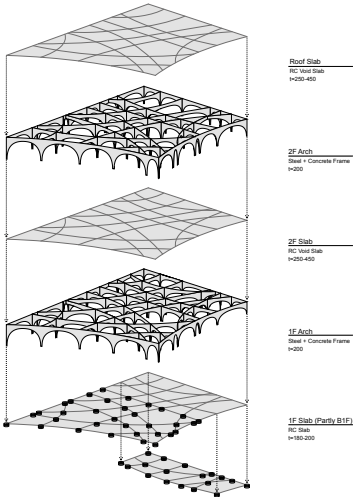 Roof Slab
RC Void Slab
t=250-450
2F Arch
Steel + Concrete Frame
t=200
2F Slab
RC Void Slab
t=250-450
1F Arch
Steel + Concrete Frame
t=200
1F Slab (Partly B1F)
RC Slab
t=180-200